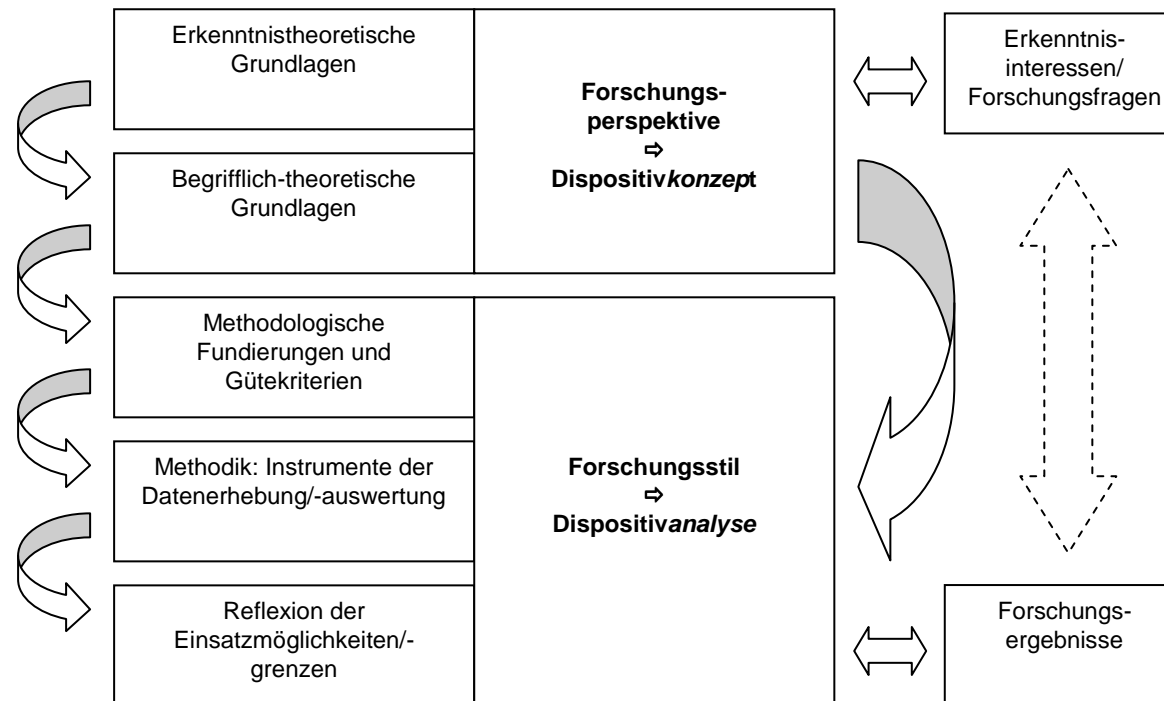 Erkenntnistheoretische
Grundlagen
Forschungs-
perspektive
⇨
Dispositivkonzept
Erkenntnis-
interessen/
Forschungsfragen
Begrifflich-theoretische
Grundlagen
Methodologische
Fundierungen und
Gütekriterien
Methodik: Instrumente der
Datenerhebung/-auswertung
Forschungsstil
⇨
Dispositivanalyse
Reflexion der
Einsatzmöglichkeiten/-
grenzen
Forschungs-
ergebnisse